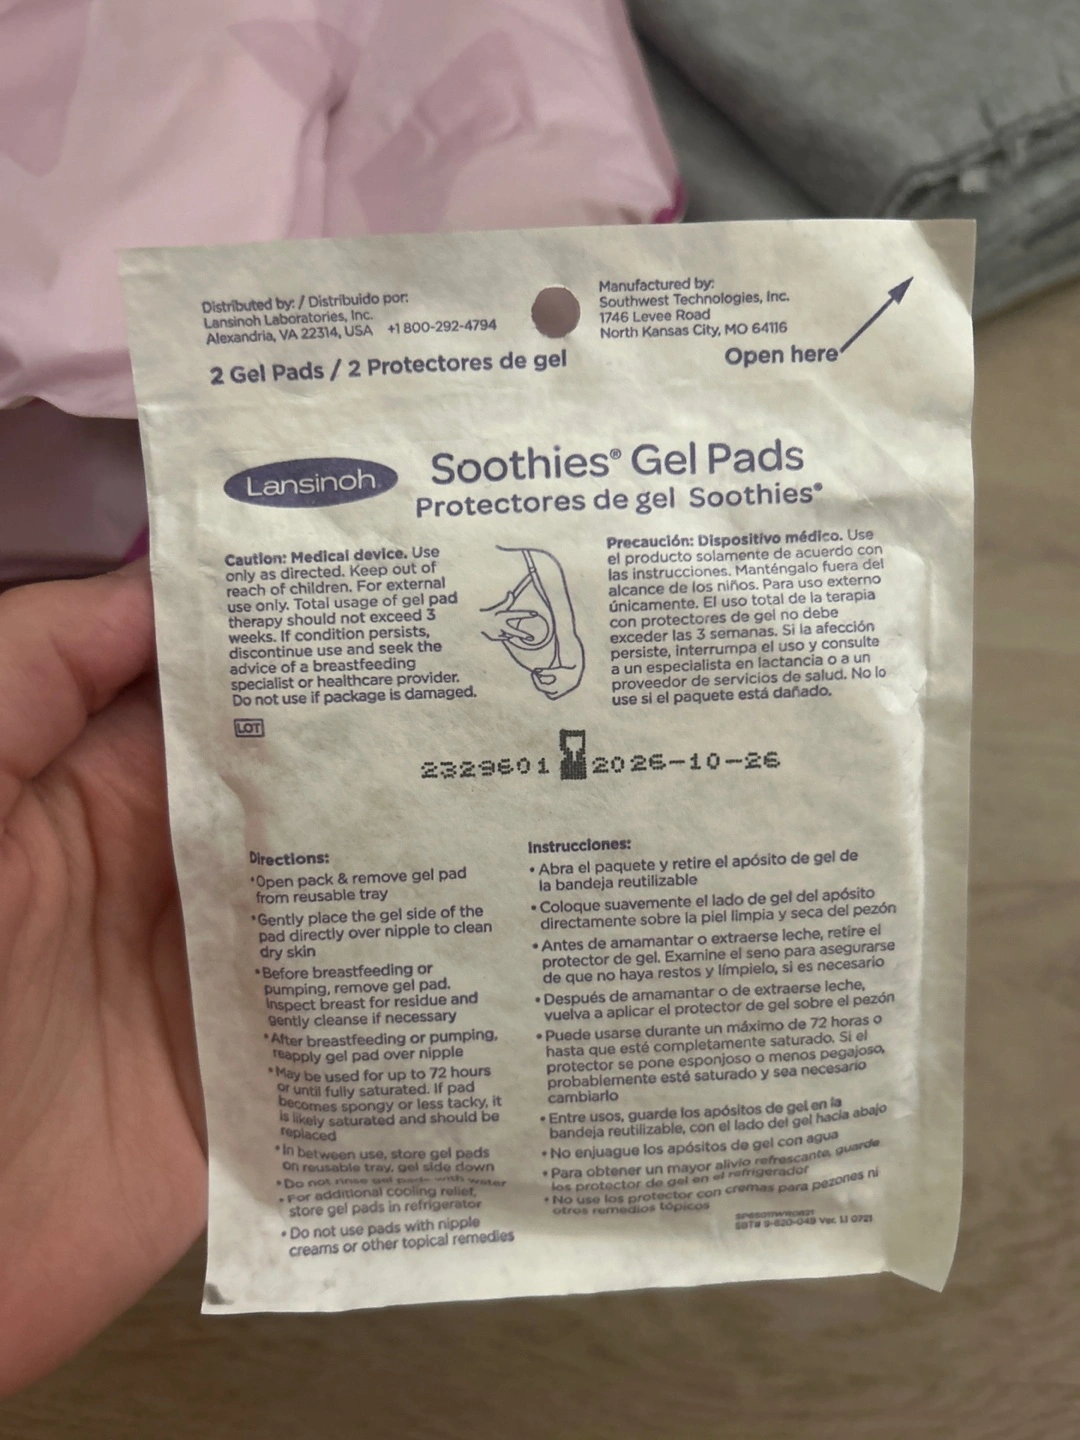 Distributed by: / Distribuido por:
Lansinoh Laboratories, Inc.
Alexandria, VA 22314, USA +1 800-292-4794
2 Gel Pads / 2 Protectores de gel
Manufactured by:
Southwest Technologies, Inc.
1746 Levee Road
North Kansas City, MO 64116
Open here
Lansinoh
Soothies® Gel Pads
Protectores de gel Soothies®
Caution: Medical device. Use
only as directed. Keep out of
reach of children. For external
use only. Total usage of gel pad
therapy should not exceed 3
weeks. If condition persists,
discontinue use and seek the
advice of a breastfeeding
specialist or healthcare provider.
Do not use if package is damaged.
Precaución: Dispositivo médico. Use
el producto solamente de acuerdo con
las instrucciones. Manténgalo fuera del
alcance de los niños. Para uso externo
únicamente. El uso total de la terapia
con protectores de gel no debe
exceder las 3 semanas. Si la afección
persiste, interrumpa el uso y consulte
a un especialista en lactancia o a un
proveedor de servicios de salud. No lo
use si el paquete está dañado.
LOT
2329601 2026-10-26
Directions:
•Open pack & remove gel pad
from reusable tray
•Gently place the gel side of the
pad directly over nipple to clean
dry skin
•Before breastfeeding or
pumping, remove gel pad.
Inspect breast for residue and
gently cleanse if necessary
•After breastfeeding or pumping,
reapply gel pad over nipple
•May be used for up to 72 hours
or until fully saturated. If pad
becomes spongy or less tacky, it
is likely saturated and should be
replaced
•In between use, store gel pads
on reusable tray, gel side down
•Do not rinse gel pads with water
•For additional cooling relief,
store gel pads in refrigerator
•Do not use pads with nipple
creams or other topical remedies
Instrucciones:
•Abra el paquete y retire el apósito de gel de
la bandeja reutilizable
•Coloque suavemente el lado de gel del apósito
directamente sobre la piel limpia y seca del pezón
•Antes de amamantar o extraerse leche, retire el
protector de gel. Examine el seno para asegurarse
de que no haya restos y límpielo, si es necesario
•Después de amamantar o de extraerse leche,
vuelva a aplicar el protector de gel sobre el pezón
•Puede usarse durante un máximo de 72 horas o
hasta que esté completamente saturado. Si el
protector se pone esponjoso o menos pegajoso,
probablemente esté saturado y sea necesario
cambiarlo
•Entre usos, guarde los apósitos de gel en la
bandeja reutilizable, con el lado del gel hacia abajo
•No enjuague los apósitos de gel con agua
•Para obtener un mayor alivio refrescante, guarde
los protector de gel en el refrigerador
•No use los protector con cremas para pezones ni
otros remedios tópicos
SBT# 9-620-049 Ver. 1.1 0721